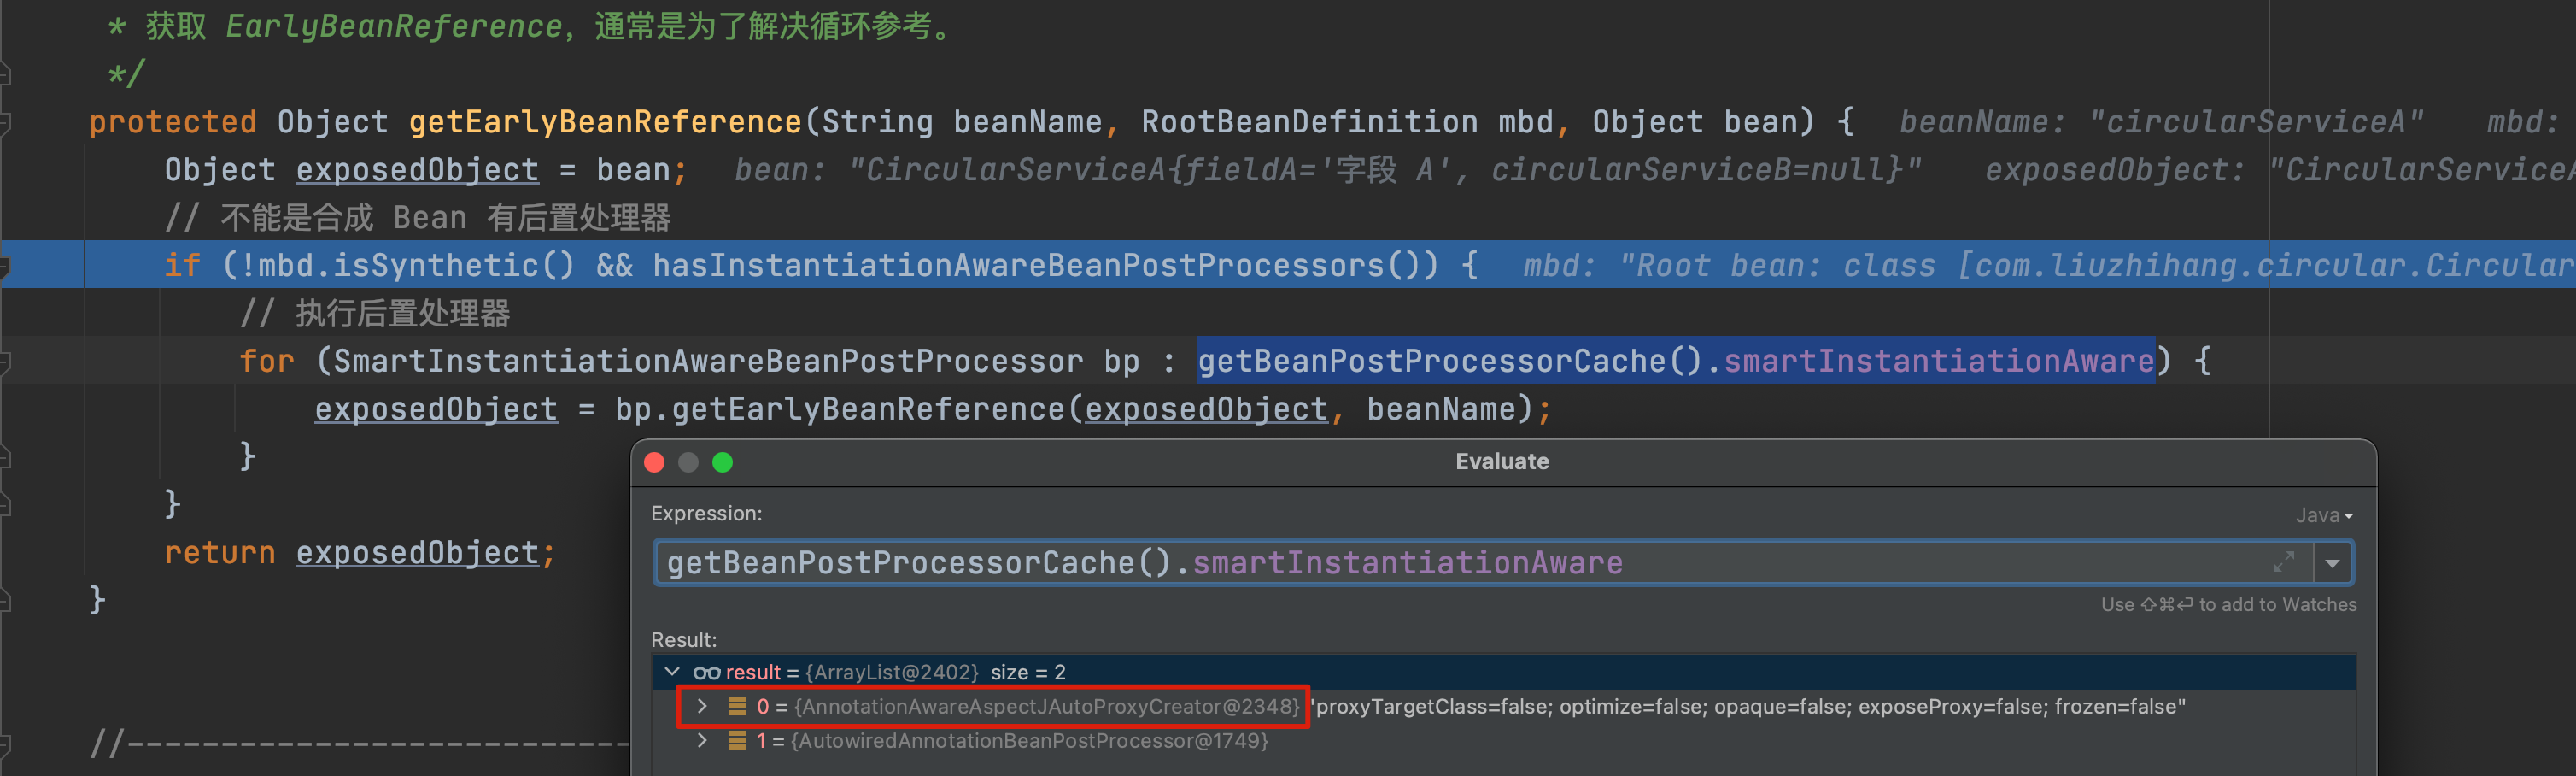 * 获取 EarlyBeanReference，通常是为了解决循环参考。
*/
protected Object getEarlyBeanReference(String beanName, RootBeanDefinition mbd, Object bean) {  beanName: "circularServiceA"  mbd:
Object exposedObject = bean;  bean: "CircularServiceA{fieldA='字段 A', circularServiceB=null}"  exposedObject: "CircularServiceA
// 不能是合成 Bean 有后置处理器
if (!mbd.isSynthetic() && hasInstantiationAwareBeanPostProcessors()) {  mbd: "Root bean: class [com.liuzhihang.circular.Circular
// 执行后置处理器
for (SmartInstantiationAwareBeanPostProcessor bp : getBeanPostProcessorCache().smartInstantiationAware) {
exposedObject = bp.getEarlyBeanReference(exposedObject, beanName);
}
}
return exposedObject;
}
//---------------------------
Evaluate
Expression:
Java
getBeanPostProcessorCache().smartInstantiationAware
Use ⇧⌘⏎ to add to Watches
Result:
result = {ArrayList@2402}  size = 2
0 = {AnnotationAwareAspectJAutoProxyCreator@2348} "proxyTargetClass=false; optimize=false; opaque=false; exposeProxy=false; frozen=false"
1 = {AutowiredAnnotationBeanPostProcessor@1749}